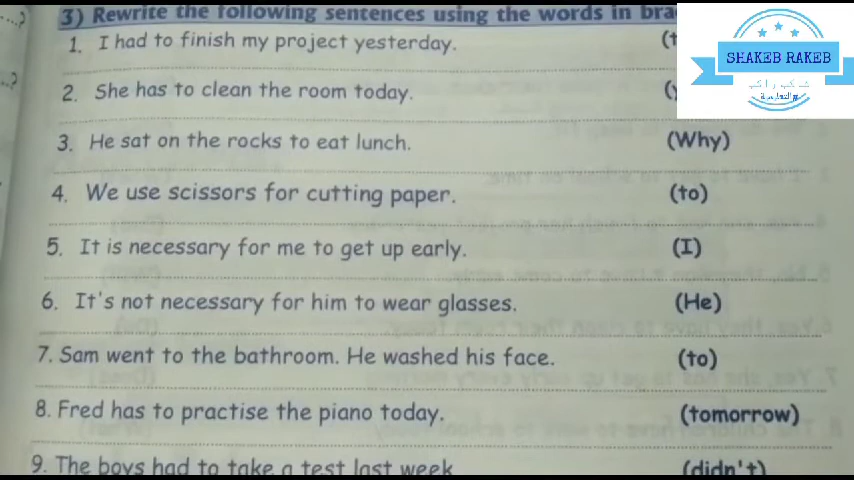 3) Rewrite the following sentences using the words in
1. I had to finish my project yesterday.
SHAKEB RAKEB
شكب راكب
التعليمية
2. She has to clean the room today.
3. He sat on the rocks to eat lunch. (Why)
4. We use scissors for cutting paper. (to)
5. It is necessary for me to get up early. (I)
6. It's not necessary for him to wear glasses. (He)
7. Sam went to the bathroom. He washed his face. (to)
8. Fred has to practise the piano today. (tomorrow)
9. The boys had to take a test last week (didn't)